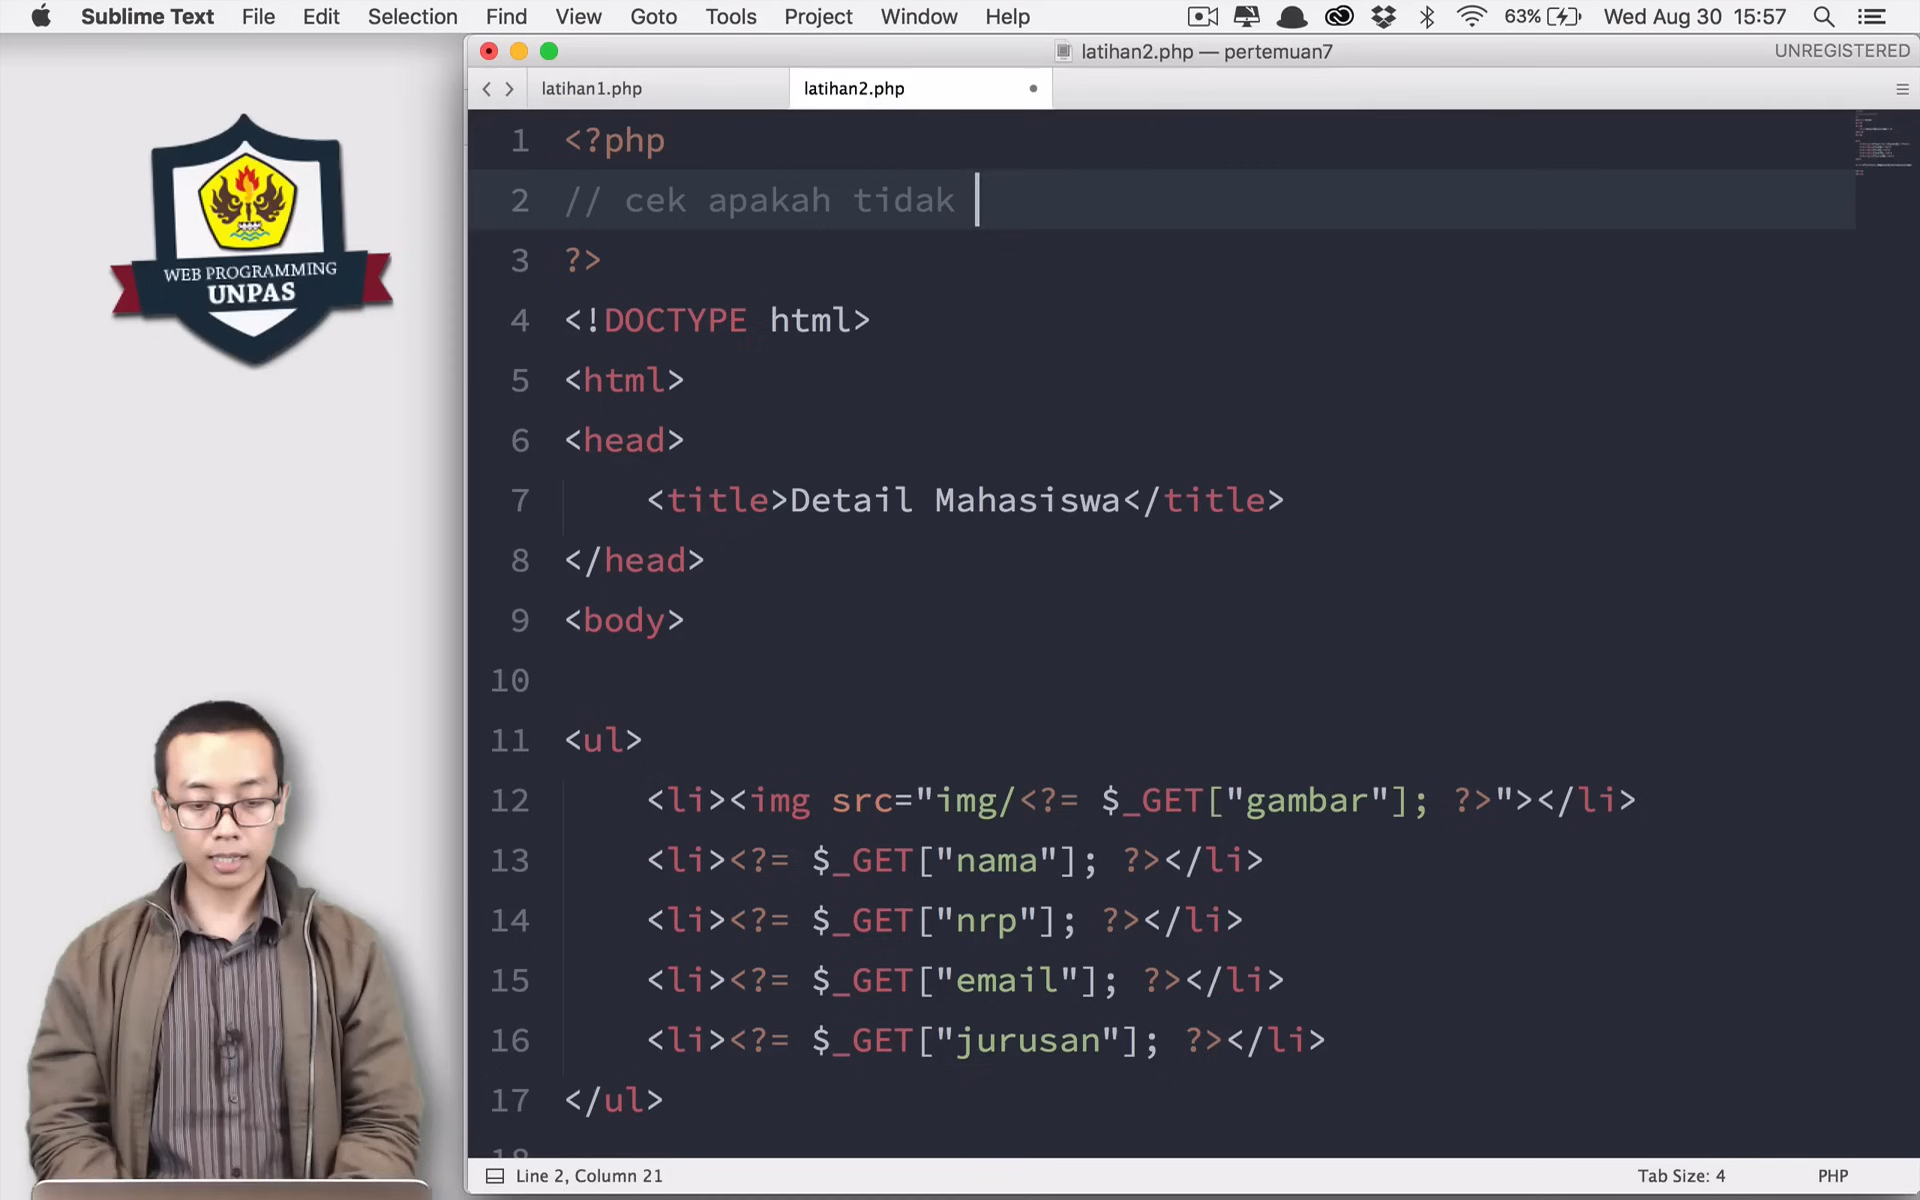 Sublime Text File Edit Selection Find View Goto Tools Project Window Help 63% Wed Aug 30 15:57
latihan2.php — pertemuan7 UNREGISTERED
latihan1.php latihan2.php
WEB PROGRAMMING
UNPAS
1 <?php
2 // cek apakah tidak
3 ?>
4 <!DOCTYPE html>
5 <html>
6 <head>
7 <title>Detail Mahasiswa</title>
8 </head>
9 <body>
10
11 <ul>
12 <li><img src="img/<?= $_GET["gambar"]; ?>"></li>
13 <li><?= $_GET["nama"]; ?></li>
14 <li><?= $_GET["nrp"]; ?></li>
15 <li><?= $_GET["email"]; ?></li>
16 <li><?= $_GET["jurusan"]; ?></li>
17 </ul>
Line 2, Column 21 Tab Size: 4 PHP